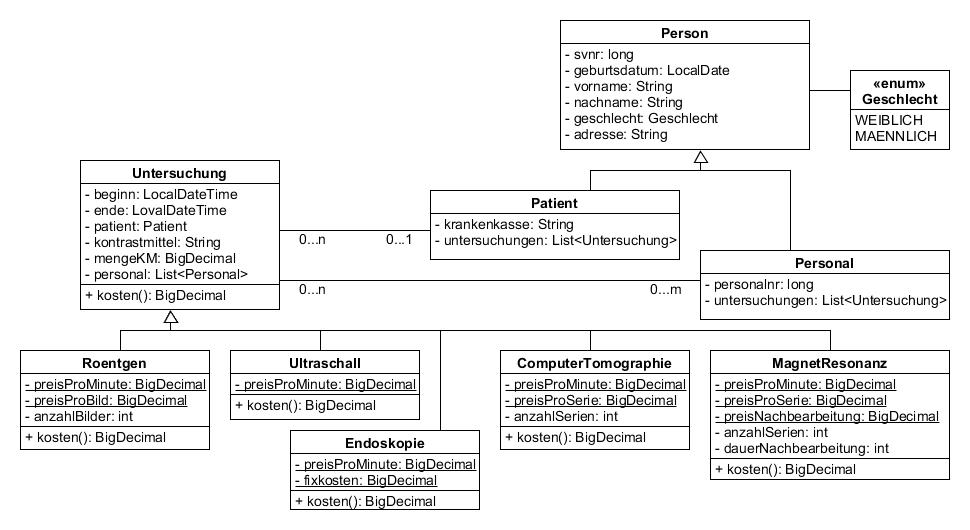 Person
- svnr: long
- geburtsdatum: LocalDate
- vorname: String
- nachname: String
- geschlecht: Geschlecht
- adresse: String
«enum»
Geschlecht
WEIBLICH
MAENNLICH
Untersuchung
- beginn: LocalDateTime
- ende: LovalDateTime
- patient: Patient
- kontrastmittel: String
- mengeKM: BigDecimal
- personal: List<Personal>
+ kosten(): BigDecimal
0...n
0...1
Patient
- krankenkasse: String
- untersuchungen: List<Untersuchung>
0...n
0...m
Personal
- personalnr: long
- untersuchungen: List<Untersuchung>
Roentgen
- preisProMinute: BigDecimal
- preisProBild: BigDecimal
- anzahlBilder: int
+ kosten(): BigDecimal
Ultraschall
- preisProMinute: BigDecimal
+ kosten(): BigDecimal
Endoskopie
- preisProMinute: BigDecimal
- fixkosten: BigDecimal
+ kosten(): BigDecimal
ComputerTomographie
- preisProMinute: BigDecimal
- preisProSerie: BigDecimal
- anzahlSerien: int
+ kosten(): BigDecimal
MagnetResonanz
- preisProMinute: BigDecimal
- preisProSerie: BigDecimal
- preisNachbearbeitung: BigDecimal
- anzahlSerien: int
- dauerNachbearbeitung: int
+ kosten(): BigDecimal